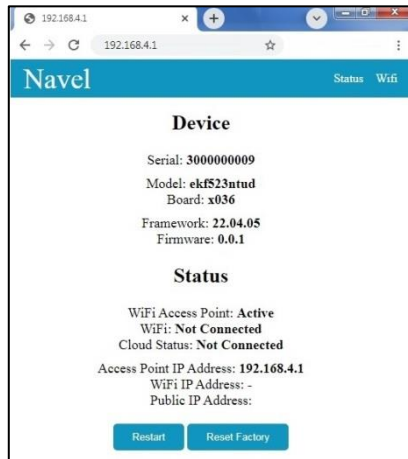 192.168.4.1
192.168.4.1
Navel Status Wifi
Device
Serial: 3000000009
Model: ekf523ntud
Board: x036
Framework: 22.04.05
Firmware: 0.0.1
Status
WiFi Access Point: Active
WiFi: Not Connected
Cloud Status: Not Connected
Access Point IP Address: 192.168.4.1
WiFi IP Address: -
Public IP Address:
Restart Reset Factory